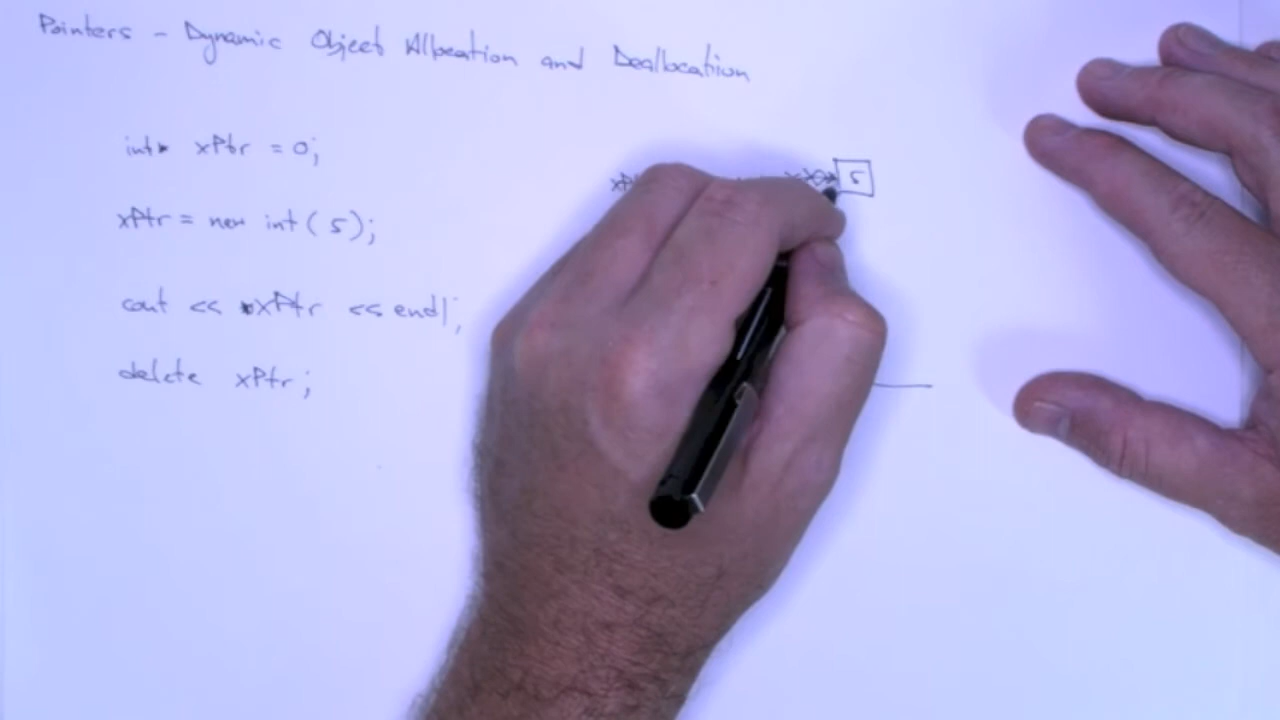 Pointers - Dynamic Object Allocation and Deallocation
int* xPtr = 0;
5
xPtr = new int( 5);
cout << *xPtr << endl;
delete xPtr;